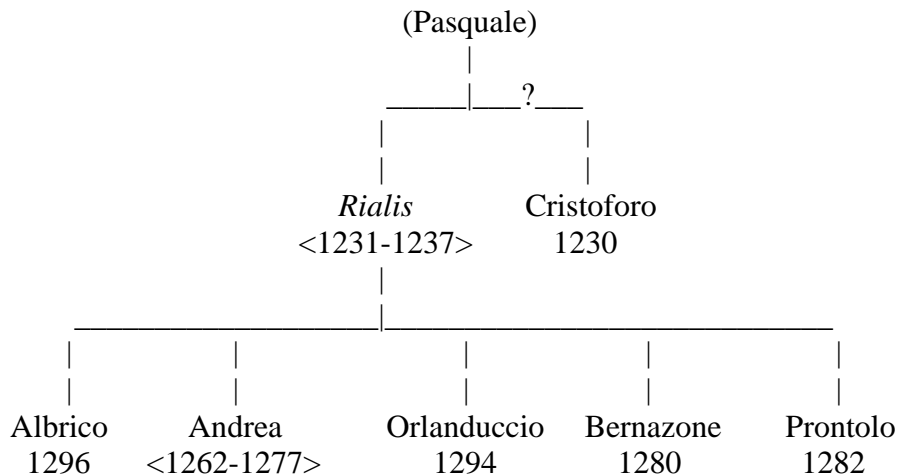 (Pasquale)
?
Rialis Cristoforo
<1231-1237> 1230
Albrico Andrea Orlanduccio Bernazone Prontolo
1296 <1262-1277> 1294 1280 1282